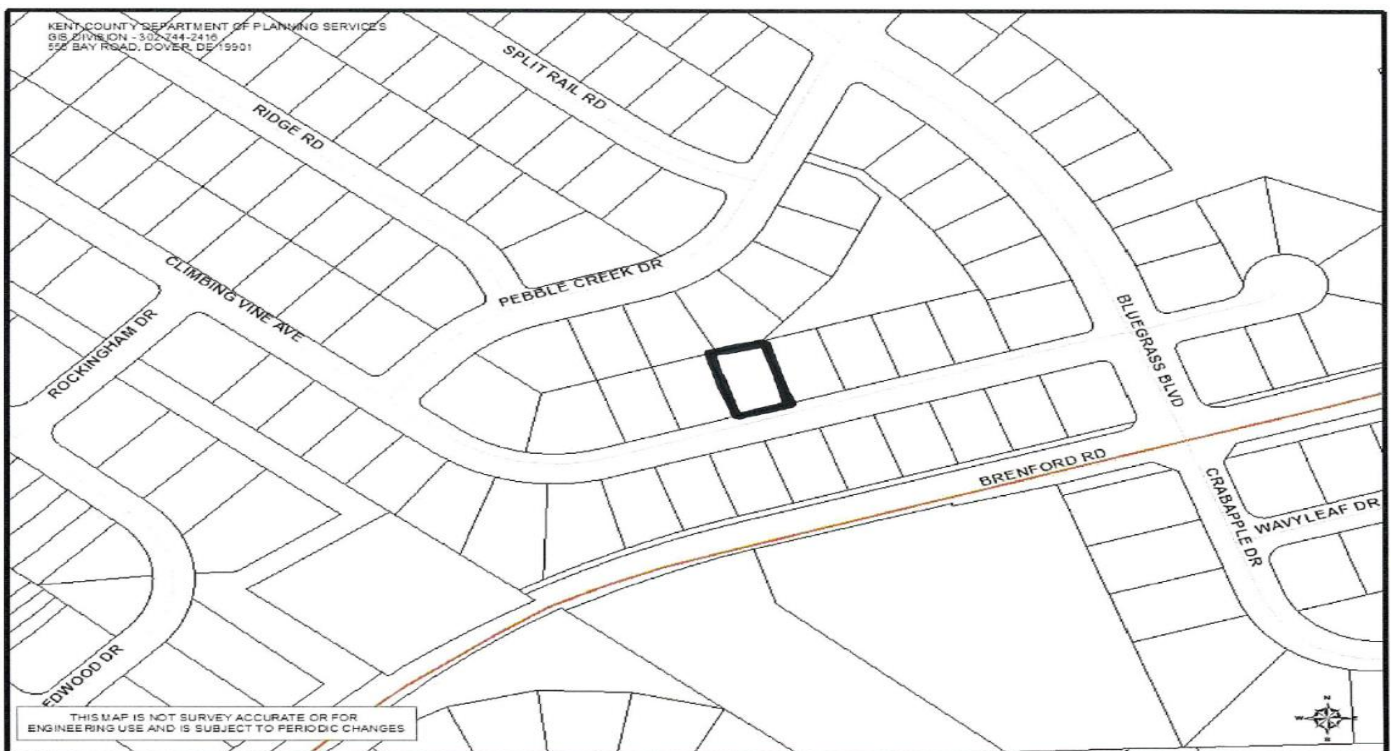 KENT COUNTY DEPARTMENT OF PLANNING SERVICES
GIS DIVISION - 302-744-2416
555 BAY ROAD, DOVER, DE 19901
SPLIT RAIL RD
RIDGE RD
PEBBLE CREEK DR
CLIMBING VINE AVE
ROCKINGHAM DR
BLUEGRASS BLVD
BRENFORD RD
CRABAPPLE DR
WAVYLEAF DR
EDWOOD DR
THIS MAP IS NOT SURVEY ACCURATE OR FOR
ENGINEERING USE AND IS SUBJECT TO PERIODIC CHANGES
N
W E
S